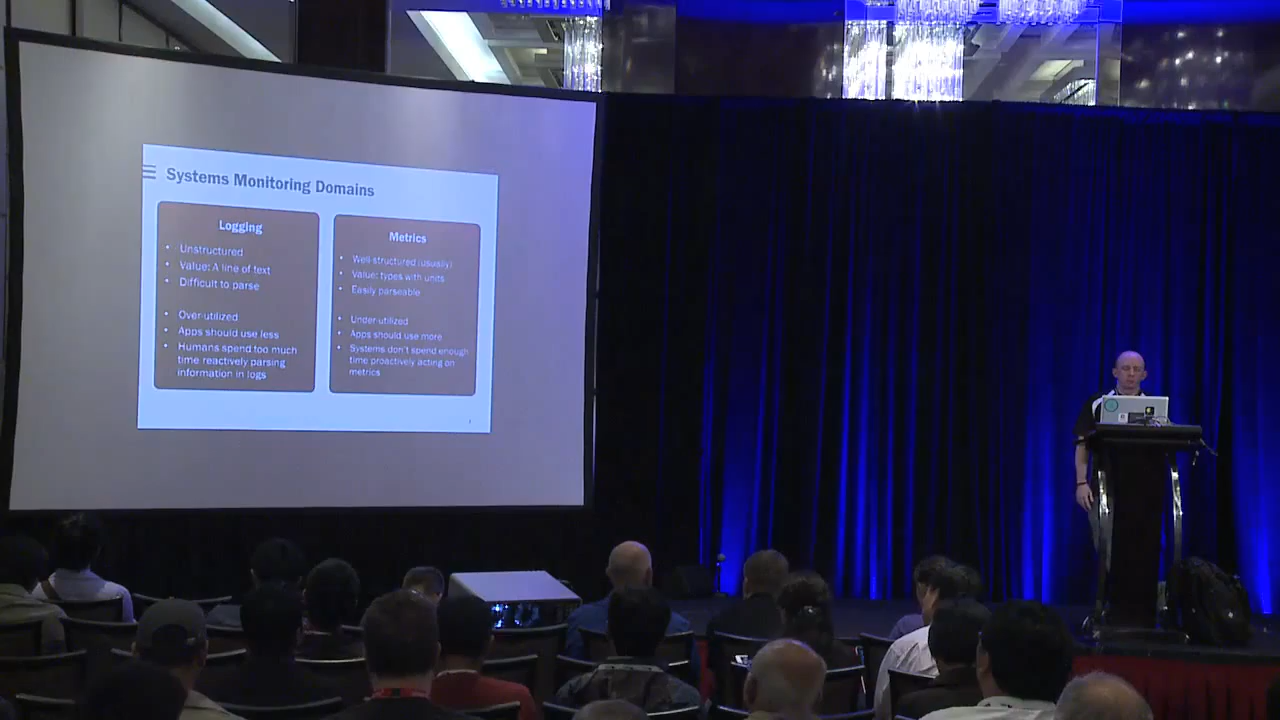 Systems Monitoring Domains
Logging
• Unstructured
• Value: A line of text
• Difficult to parse
• Over-utilized
• Apps should use less
• Humans spend too much
time reactively parsing
information in logs
Metrics
• Well-structured (usually)
• Value: types with units
• Easily parseable
• Under-utilized
• Apps should use more
• Systems don't spend enough
time proactively acting on
metrics